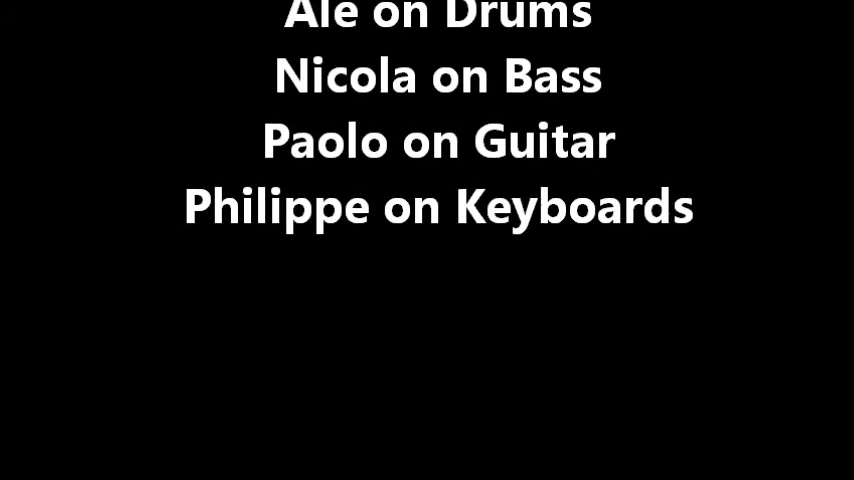 Ale on Drums
Nicola on Bass
Paolo on Guitar
Philippe on Keyboards